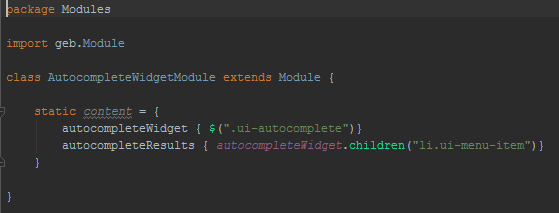 package Modules
import geb.Module
class AutocompleteWidgetModule extends Module {
static content = {
autocompleteWidget { $(".ui-autocomplete")}
autocompleteResults { autocompleteWidget.children("li.ui-menu-item")}
}
}